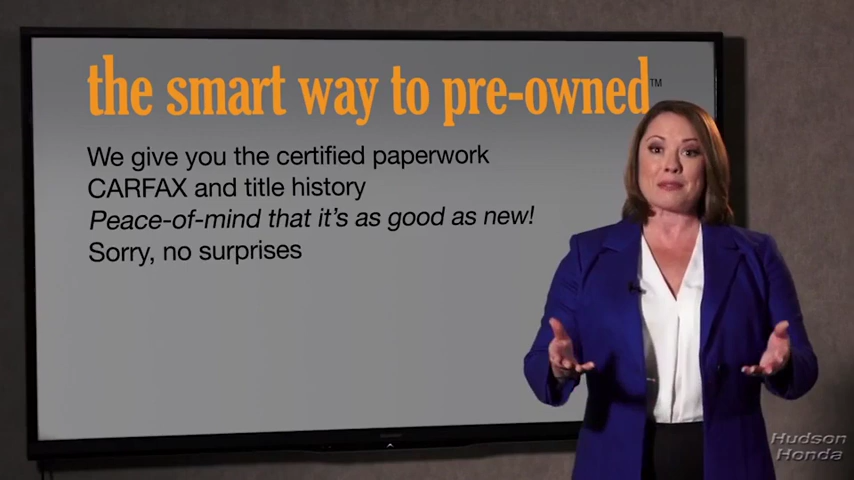 the smart way to pre-owned™
We give you the certified paperwork
CARFAX and title history
Peace-of-mind that it's as good as new!
Sorry, no surprises
Hudson
Honda